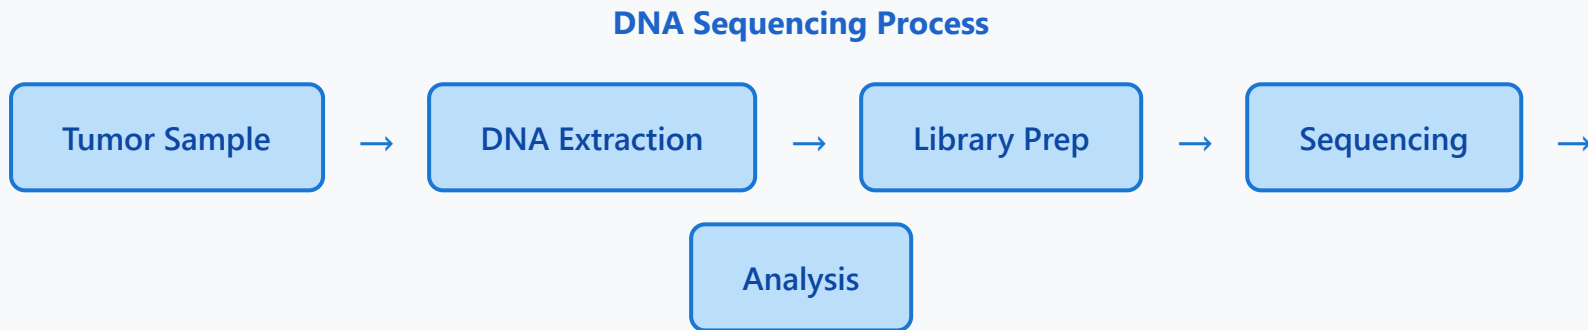 DNA Sequencing Process
Tumor Sample → DNA Extraction → Library Prep → Sequencing →
Analysis